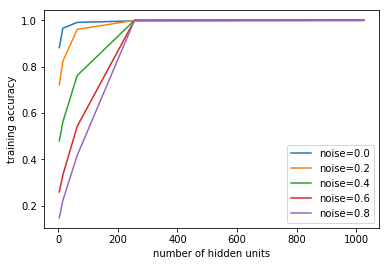 1.0
0.8
0.6
0.4
0.2
training accuracy
noise=0.0
noise=0.2
noise=0.4
noise=0.6
noise=0.8
0 200 400 600 800 1000
number of hidden units